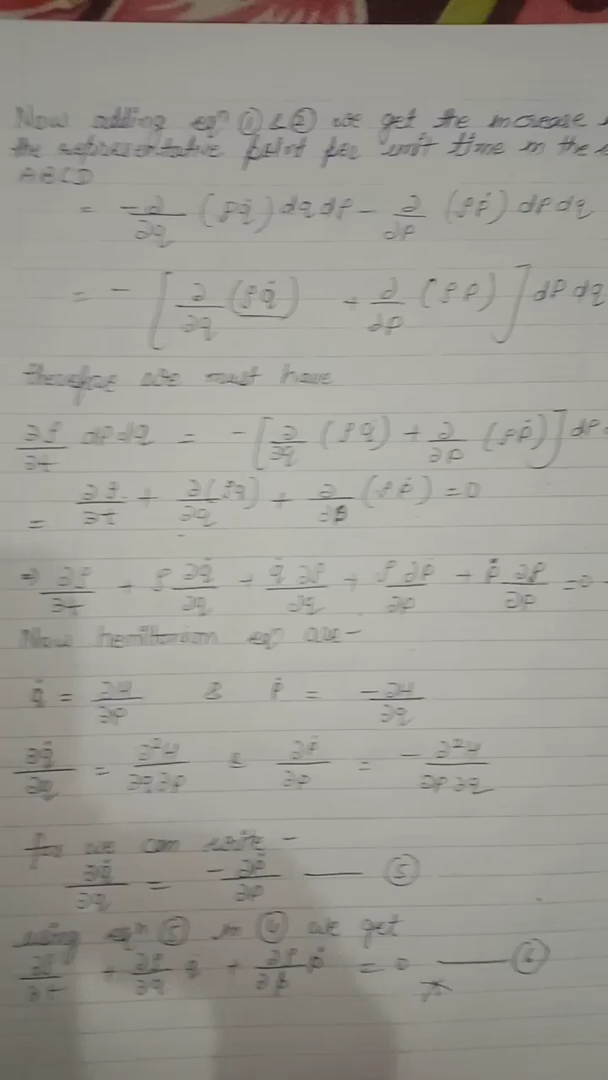 Now adding eqn ① & ② we get the increase
the representative point per unit time in the
ABCD
= -∂/∂q (ρq̇) dq dp - ∂/∂p (ρṗ) dp dq
= - [ ∂/∂q (ρq̇) + ∂/∂p (ρṗ) ] dp dq
therefore we must have
∂ρ/∂t dp dq = - [ ∂/∂q (ρq̇) + ∂/∂p (ρṗ) ] dp
= ∂ρ/∂t + ∂(ρq̇)/∂q + ∂/∂p (ρṗ) = 0
⇒ ∂ρ/∂t + ρ ∂q̇/∂q + q̇ ∂ρ/∂q + ρ ∂ṗ/∂p + ṗ ∂ρ/∂p = 0
Now hemiltonion eqn are -
q̇ = ∂H/∂p & ṗ = -∂H/∂q
∂q̇/∂q = ∂²H/∂q∂p & ∂ṗ/∂p = - ∂²H/∂p∂q
we can write -
∂q̇/∂q = -∂ṗ/∂p — ⑤
using eqn ⑤ in ④ we get
∂ρ/∂t + ∂ρ/∂q q̇ + ∂ρ/∂p ṗ = 0 — ⑥